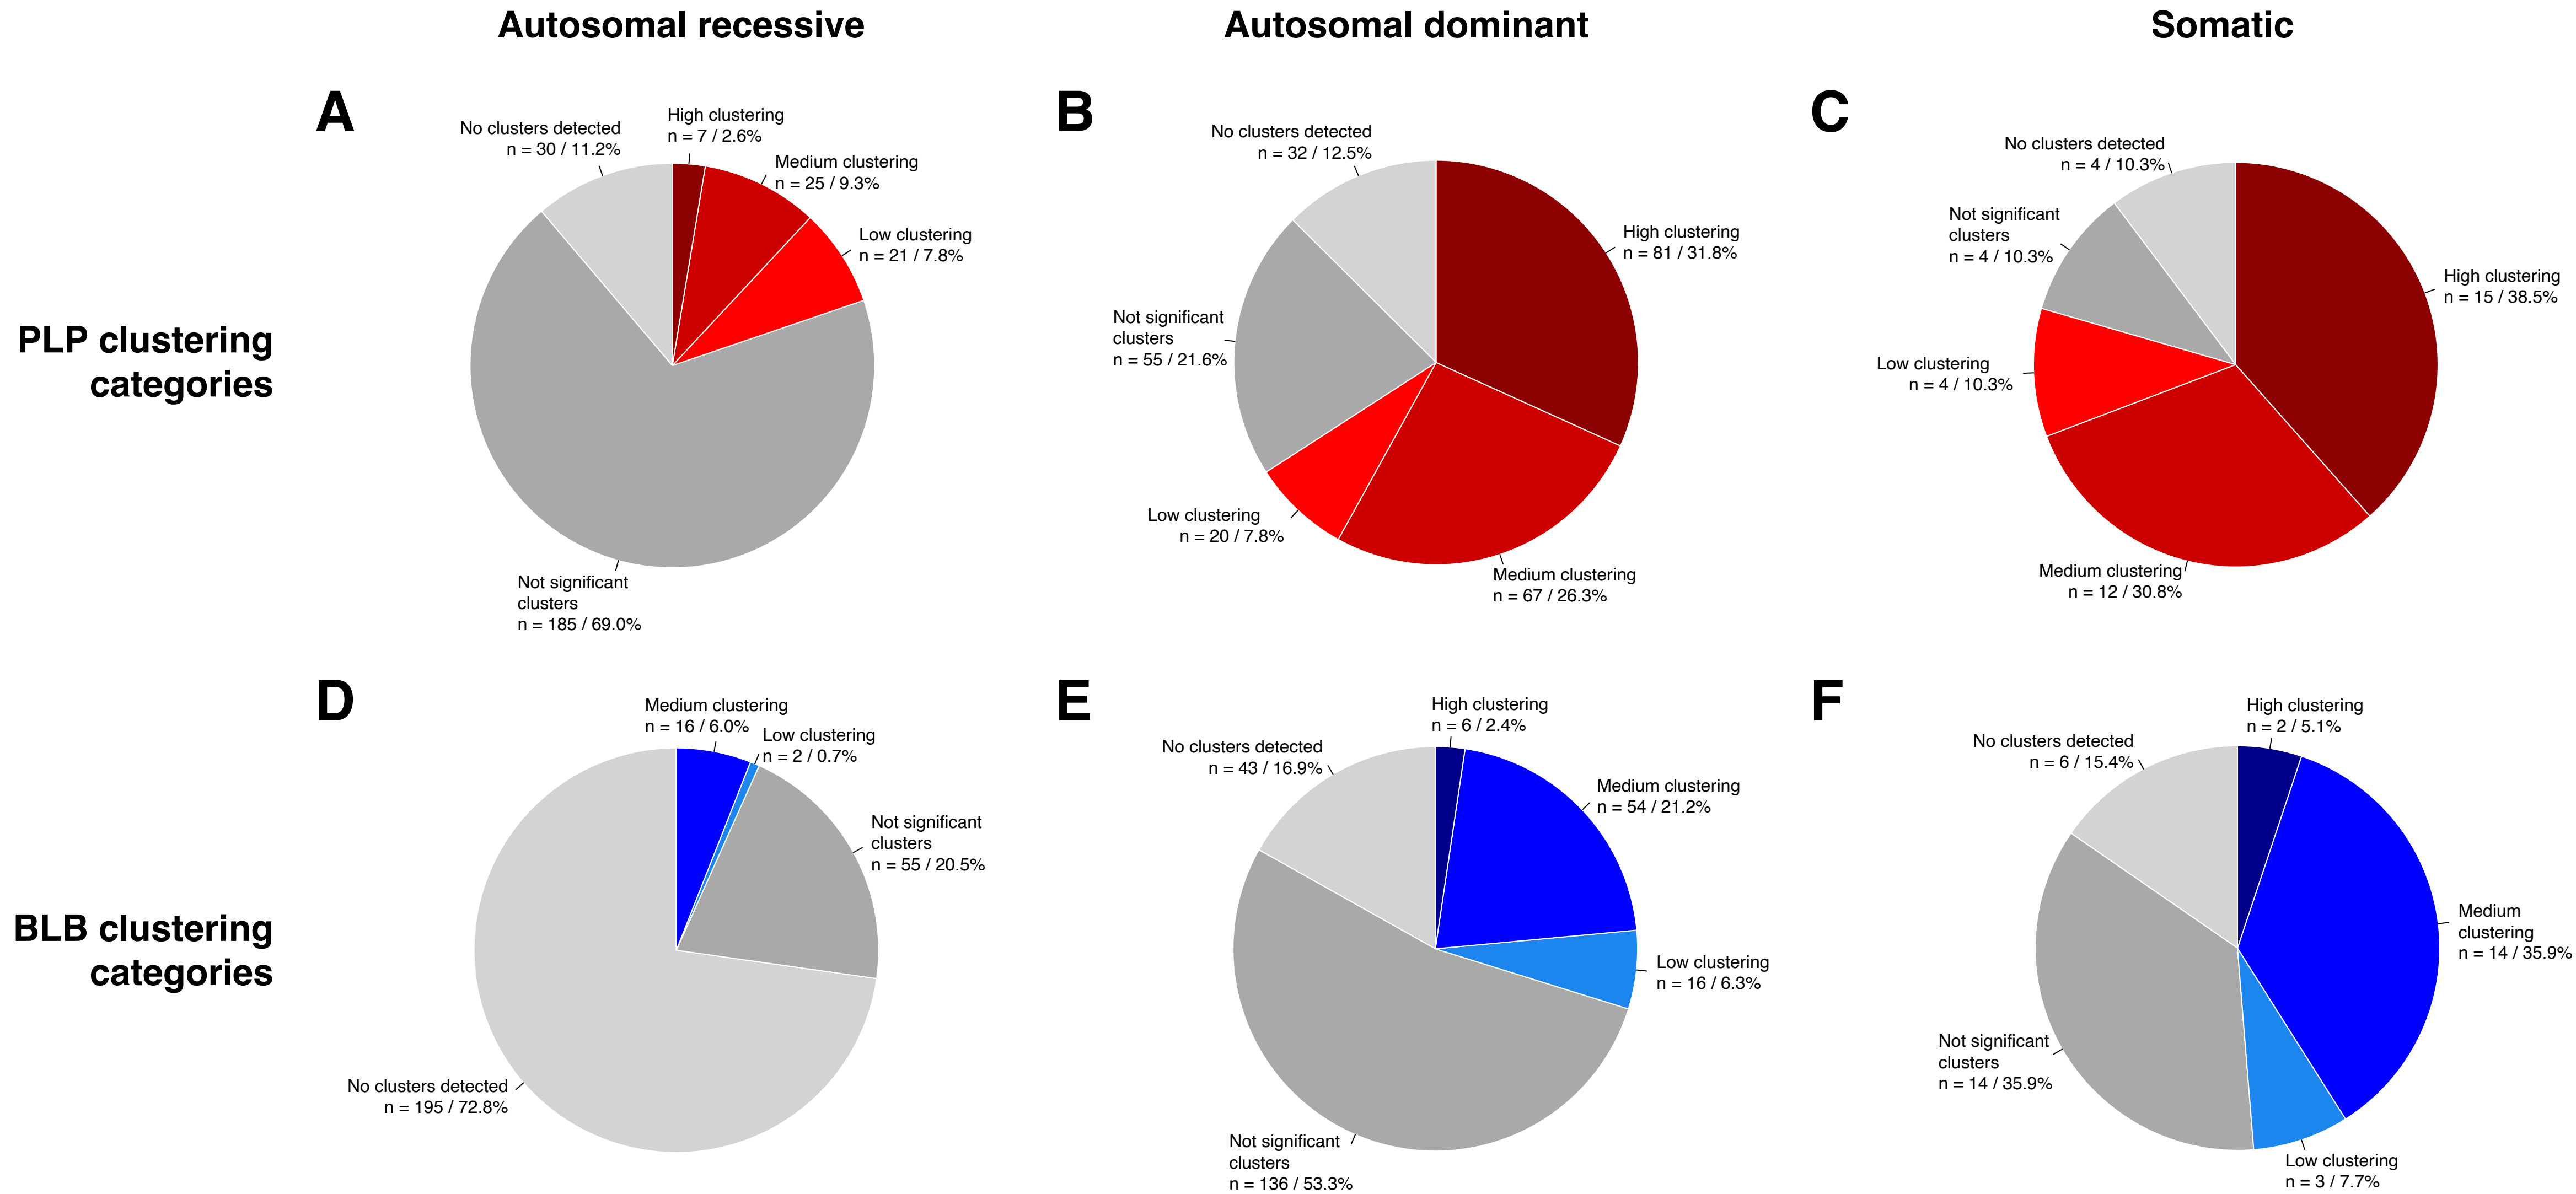 Autosomal recessive
Autosomal dominant
Somatic
PLP clustering
categories
A
High clustering
n = 7 / 2.6%
Medium clustering
n = 25 / 9.3%
Low clustering
n = 21 / 7.8%
Not significant
clusters
n = 185 / 69.0%
No clusters detected
n = 30 / 11.2%
B
High clustering
n = 81 / 31.8%
Medium clustering
n = 67 / 26.3%
Low clustering
n = 20 / 7.8%
Not significant
clusters
n = 55 / 21.6%
No clusters detected
n = 32 / 12.5%
C
High clustering
n = 15 / 38.5%
Medium clustering
n = 12 / 30.8%
Low clustering
n = 4 / 10.3%
Not significant
clusters
n = 4 / 10.3%
No clusters detected
n = 4 / 10.3%
BLB clustering
categories
D
Medium clustering
n = 16 / 6.0%
Low clustering
n = 2 / 0.7%
Not significant
clusters
n = 55 / 20.5%
No clusters detected
n = 195 / 72.8%
E
High clustering
n = 6 / 2.4%
Medium clustering
n = 54 / 21.2%
Low clustering
n = 16 / 6.3%
Not significant
clusters
n = 136 / 53.3%
No clusters detected
n = 43 / 16.9%
F
High clustering
n = 2 / 5.1%
Medium
clustering
n = 14 / 35.9%
Low clustering
n = 3 / 7.7%
Not significant
clusters
n = 14 / 35.9%
No clusters detected
n = 6 / 15.4%